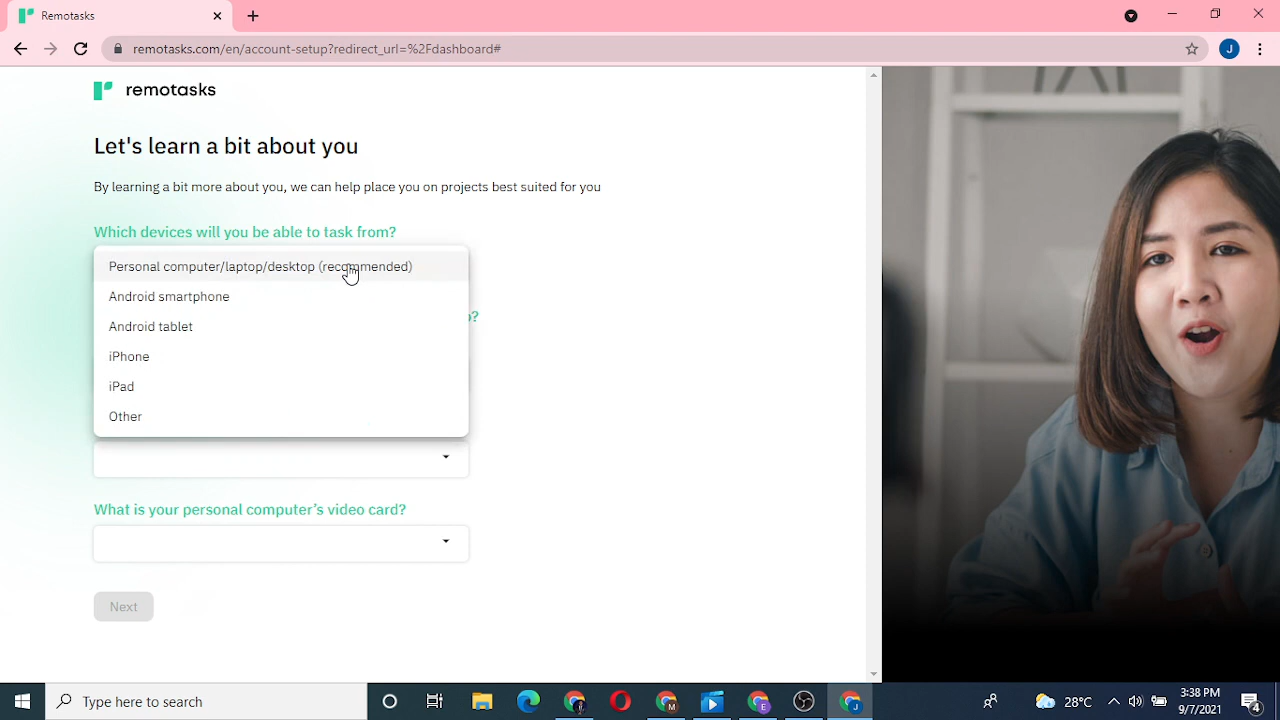 Remotasks
remotasks.com/en/account-setup?redirect_url=%2Fdashboard#
J
remotasks
Let's learn a bit about you
By learning a bit more about you, we can help place you on projects best suited for you
Which devices will you be able to task from?
Personal computer/laptop/desktop (recommended)
Android smartphone
?
Android tablet
iPhone
iPad
Other
What is your personal computer’s video card?
Next
Type here to search
M
E
J
28°C
3:38 PM
9/7/2021
4